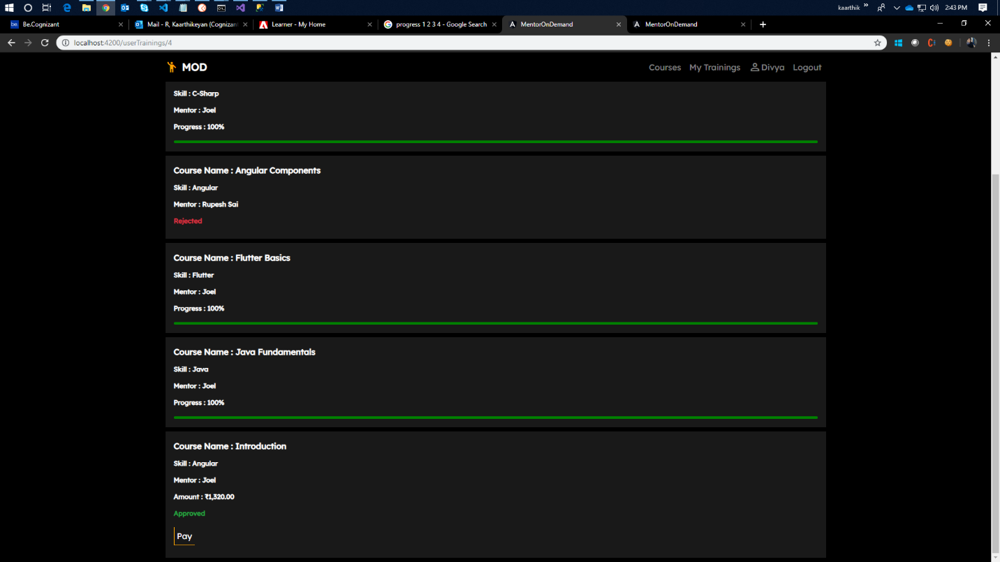 kaarthik
2:43 PM
Be.Cognizant
Mail - R, Kaarthikeyan (Cognizant
Learner - My Home
progress 1 2 3 4 - Google Search
MentorOnDemand
MentorOnDemand
localhost:4200/userTrainings/4
MOD
Courses
My Trainings
Divya
Logout
Skill : C-Sharp
Mentor : Joel
Progress : 100%
Course Name : Angular Components
Skill : Angular
Mentor : Rupesh Sai
Rejected
Course Name : Flutter Basics
Skill : Flutter
Mentor : Joel
Progress : 100%
Course Name : Java Fundamentals
Skill : Java
Mentor : Joel
Progress : 100%
Course Name : Introduction
Skill : Angular
Mentor : Joel
Amount : ₹1,320.00
Approved
Pay